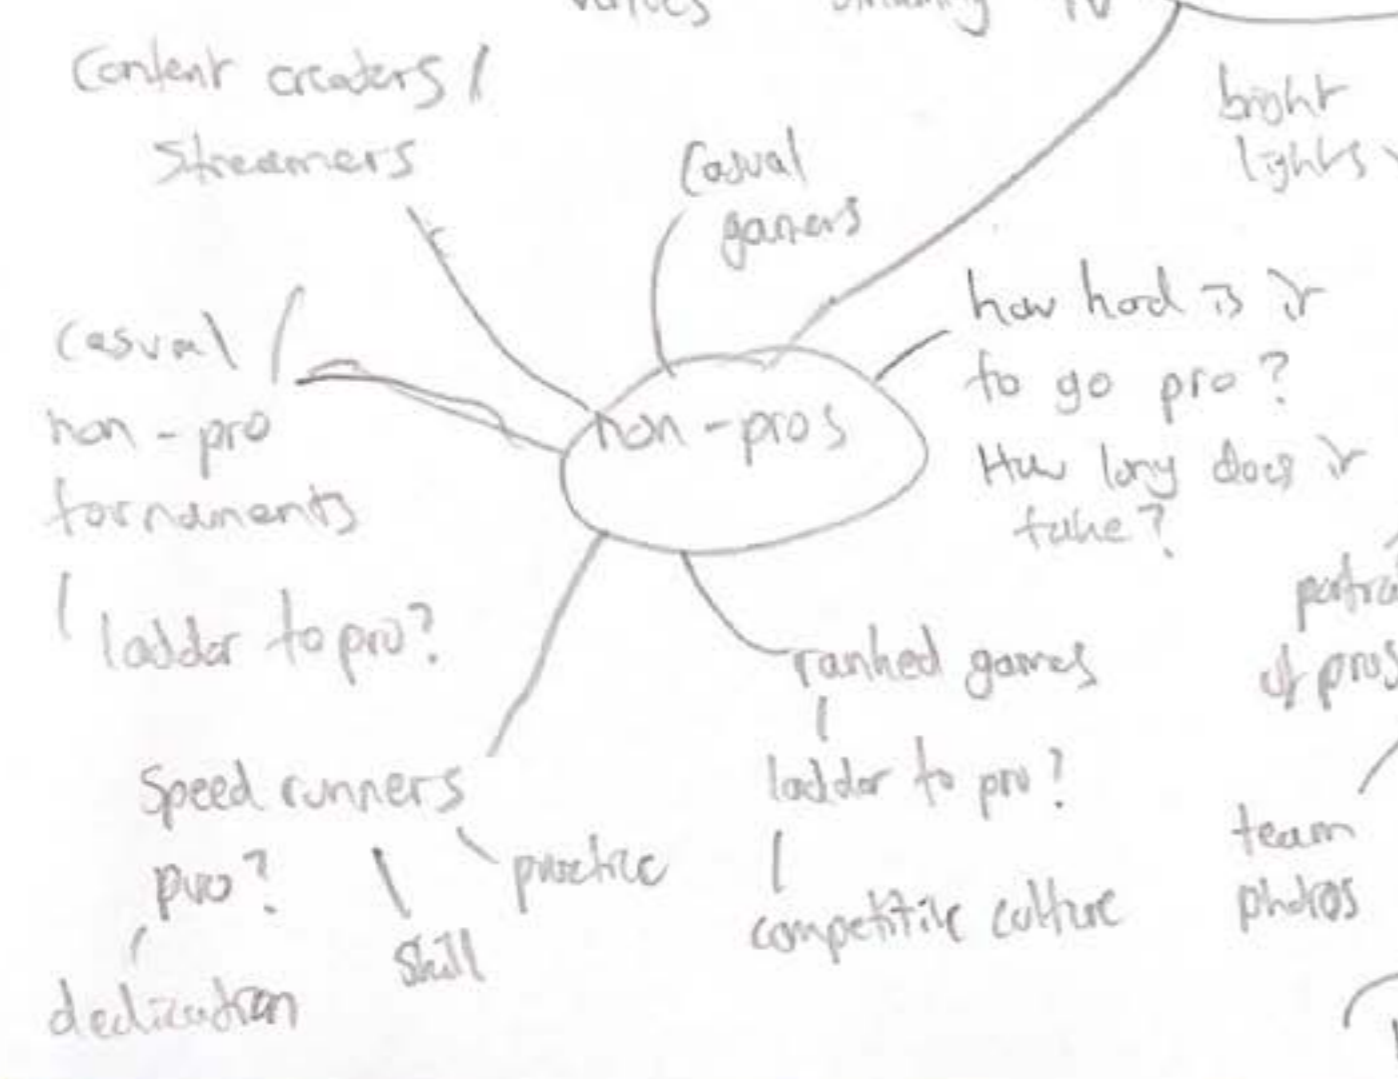 Content creaters /
Streamers
Casual
gamers
bright
lights
casual /
non-pro
tornaments
ladder to pro?
non-pros
how hard is it
to go pro?
How long does it
take?
ranked games
ladder to pro?
competitive culture
Speed runners
pro?
dedication
skill
practice
of pros
team
photos